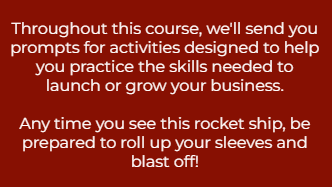 Throughout this course, we'll send you
prompts for activities designed to help
you practice the skills needed to
launch or grow your business.
Any time you see this rocket ship, be
prepared to roll up your sleeves and
blast off!